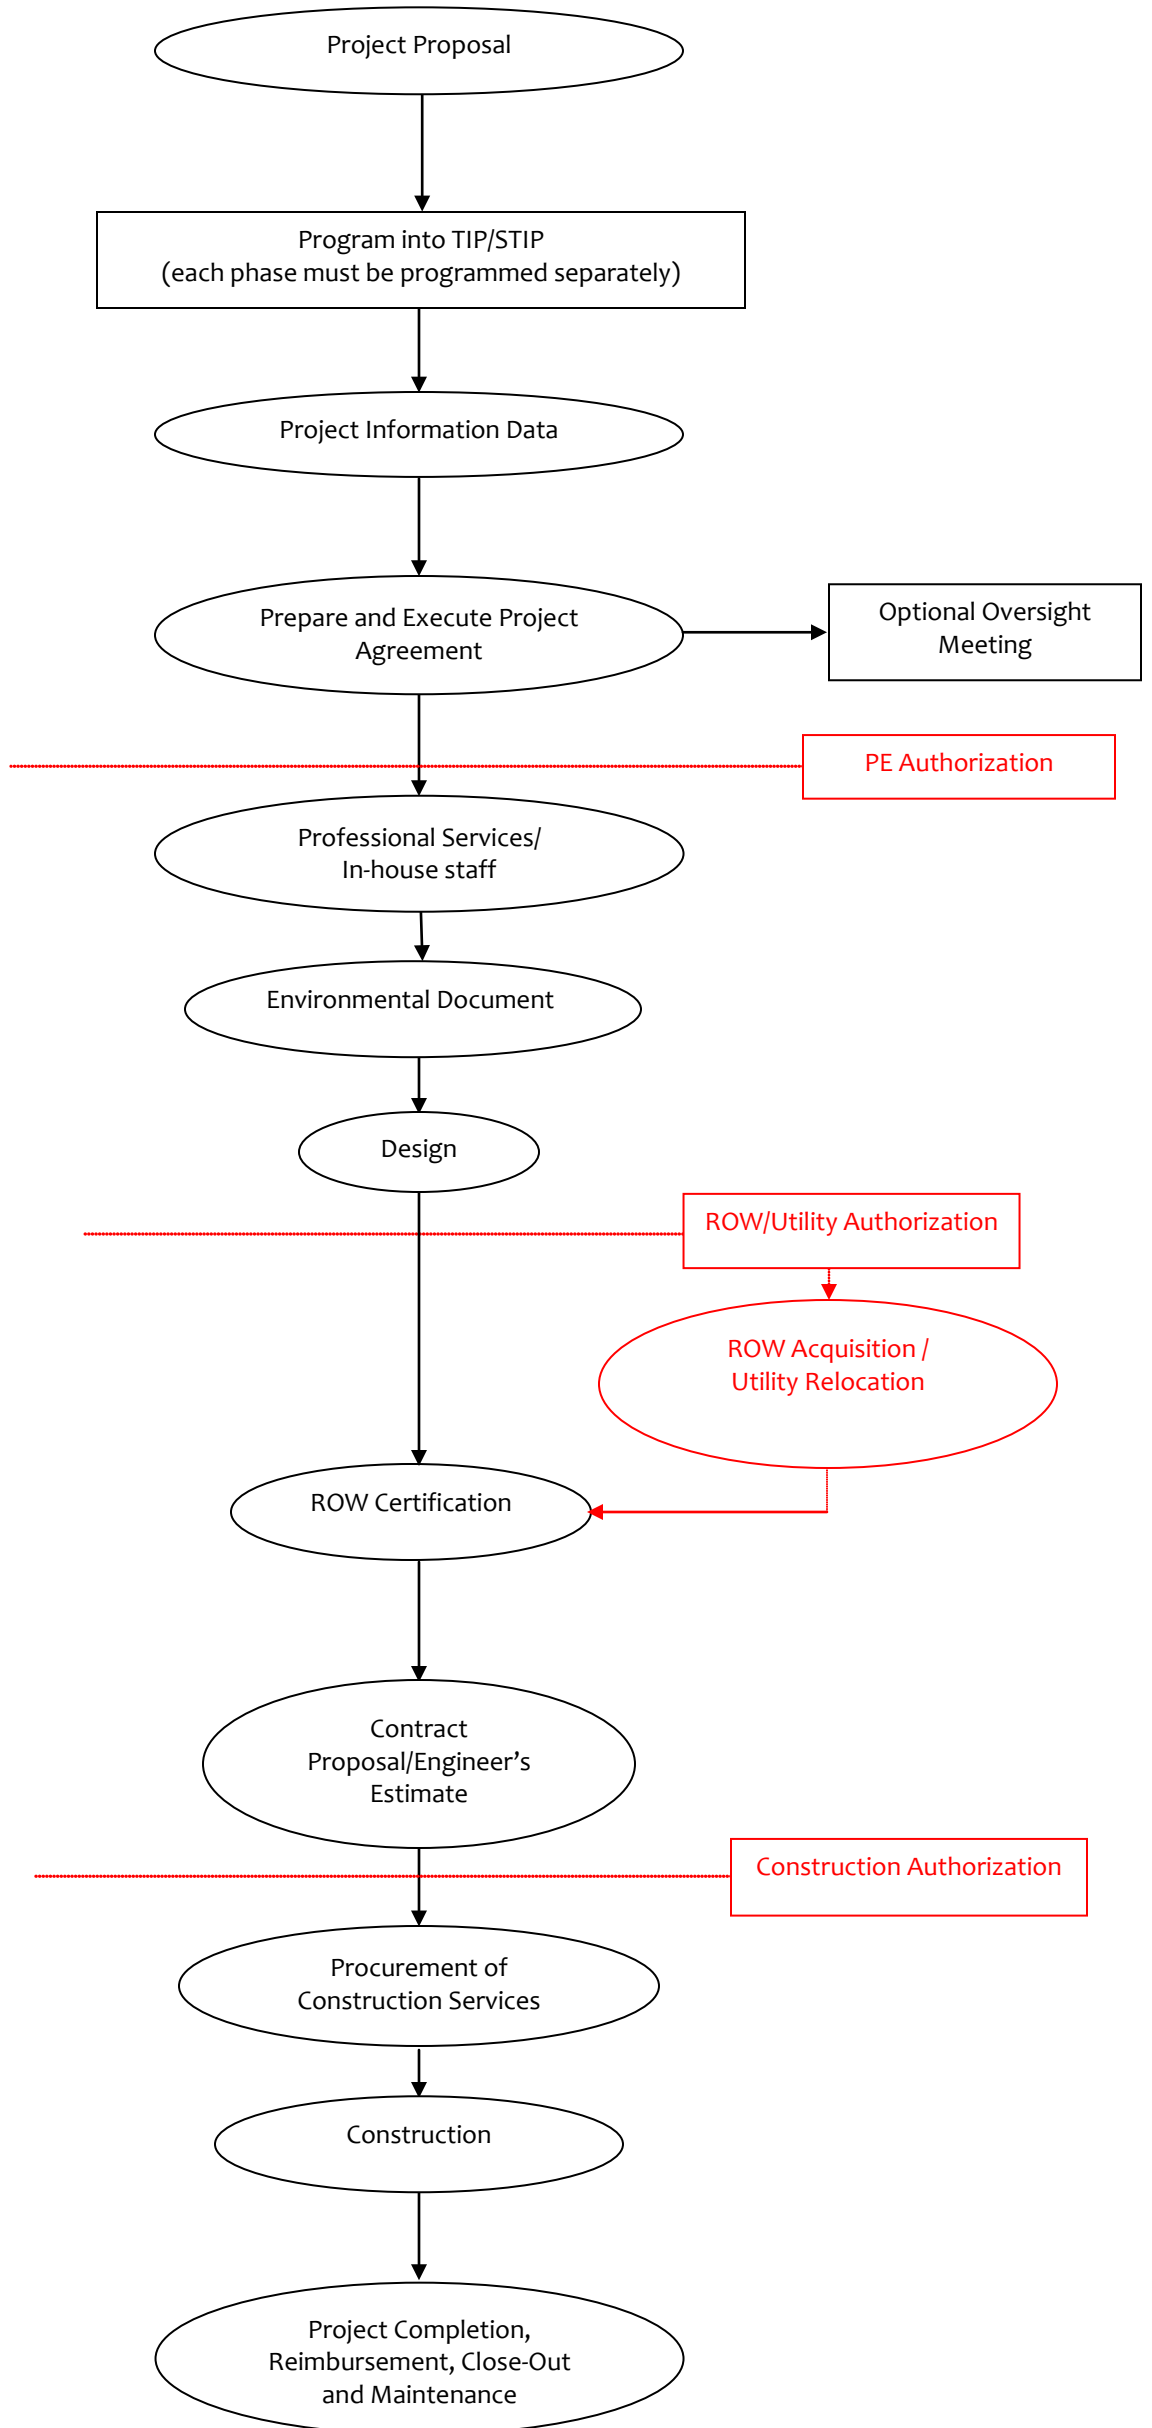 Project Proposal
Program into TIP/STIP
(each phase must be programmed separately)
Project Information Data
Prepare and Execute Project
Agreement
Optional Oversight
Meeting
PE Authorization
Professional Services/
In-house staff
Environmental Document
Design
ROW/Utility Authorization
ROW Acquisition /
Utility Relocation
ROW Certification
Contract
Proposal/Engineer’s
Estimate
Construction Authorization
Procurement of
Construction Services
Construction
Project Completion,
Reimbursement, Close-Out
and Maintenance